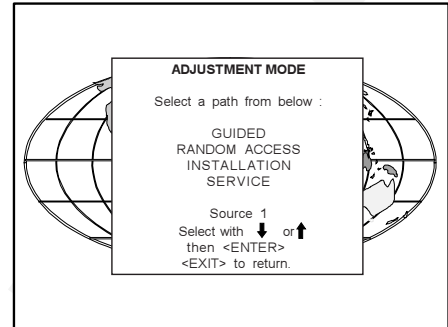 ADJUSTMENT MODE
Select a path from below :
GUIDED
RANDOM ACCESS
INSTALLATION
SERVICE
Source 1
Select with ⬇ or⬆
then <ENTER>
<EXIT> to return.